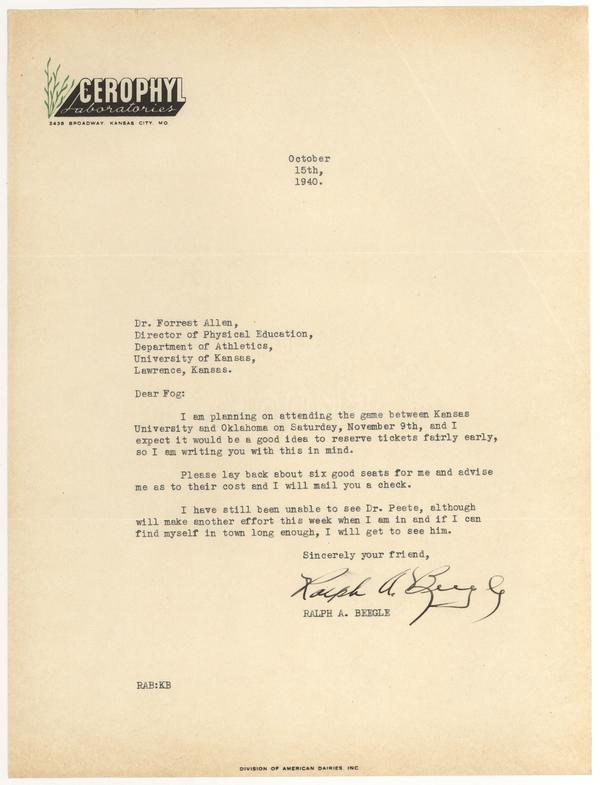 CEROPHYL
Laboratories
2438 BROADWAY, KANSAS CITY, MO.
October
15th,
1940.
Dr. Forrest Allen,
Director of Physical Education,
Department of Athletics,
University of Kansas,
Lawrence, Kansas.
Dear Fog:
I am planning on attending the game between Kansas
University and Oklahoma on Saturday, November 9th, and I
expect it would be a good idea to reserve tickets fairly early,
so I am writing you with this in mind.
Please lay back about six good seats for me and advise
me as to their cost and I will mail you a check.
I have still been unable to see Dr. Peete, although
will make another effort this week when I am in and if I can
find myself in town long enough, I will get to see him.
Sincerely your friend,
Ralph A. Beegle
RALPH A. BEEGLE
RAB:KB
DIVISION OF AMERICAN DAIRIES, INC.